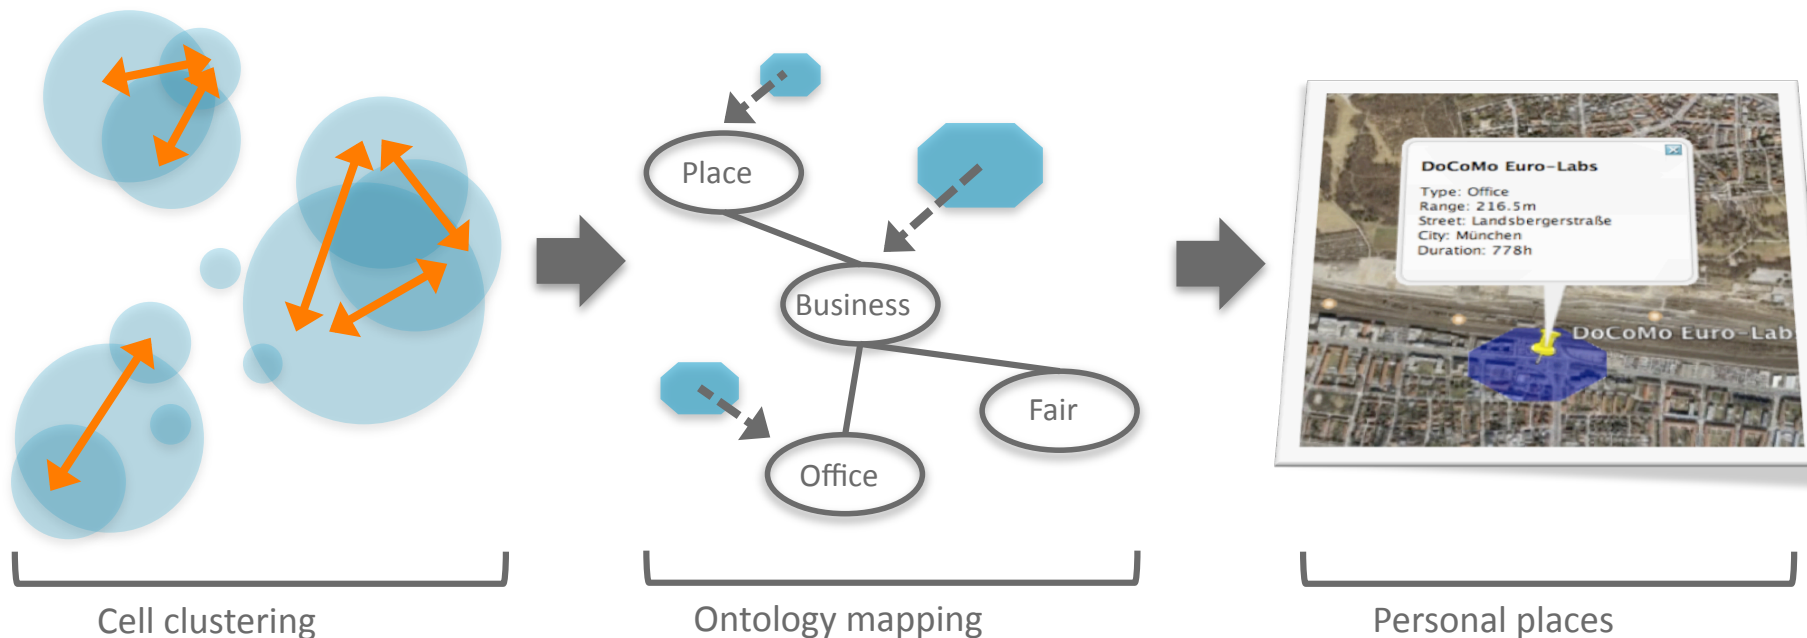 Place
Business
Fair
Office
DoCoMo Euro-Labs
Type: Office
Range: 216.5m
Street: Landsbergerstraße
City: München
Duration: 778h
DoCoMo Euro-Lab
Cell clustering
Ontology mapping
Personal places